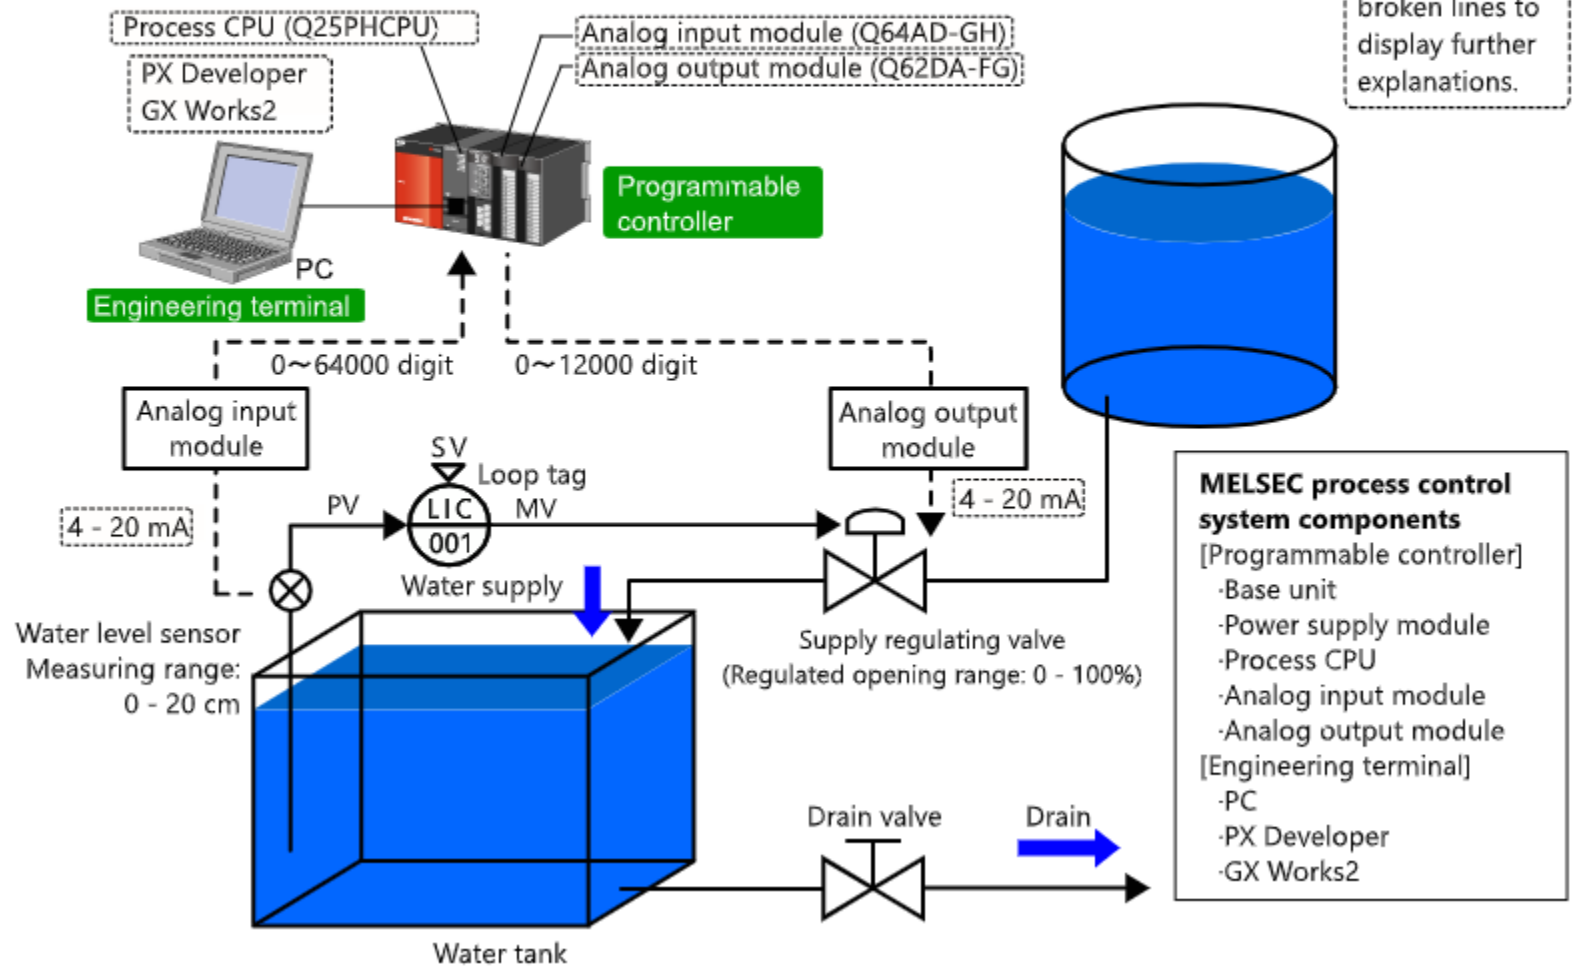 Process CPU (Q25PHCPU)
Analog input module (Q64AD-GH)
Analog output module (Q62DA-FG)
broken lines to
display further
explanations.
PX Developer
GX Works2
Programmable
controller
PC
Engineering terminal
0～64000 digit
0～12000 digit
Analog input
module
Analog output
module
SV
Loop tag
PV
LIC
001
MV
4 - 20 mA
4 - 20 mA
Water supply
Water level sensor
Measuring range:
0 - 20 cm
Supply regulating valve
(Regulated opening range: 0 - 100%)
MELSEC process control
system components
[Programmable controller]
·Base unit
·Power supply module
·Process CPU
·Analog input module
·Analog output module
[Engineering terminal]
·PC
·PX Developer
·GX Works2
Drain valve
Drain
Water tank